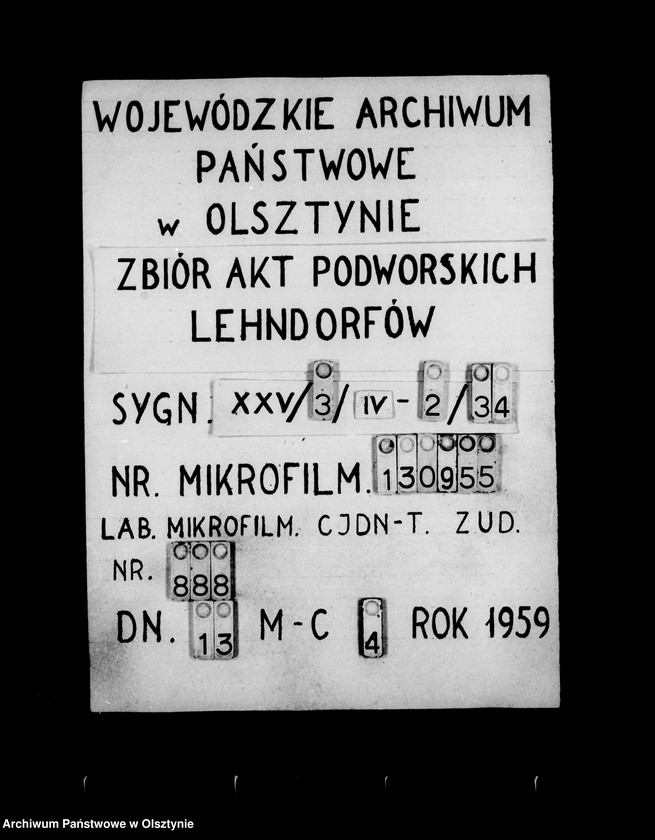 WOJEWÓDZKIE ARCHIWUM
PAŃSTWOWE
w OLSZTYNIE
ZBIÓR AKT PODWORSKICH
LEHNDORFÓW
SYGN. XXV/3/IV-2/34
NR. MIKROFILM. 130955
LAB. MIKROFILM. CJDN-T. ZUD.
NR. 888
DN. 13 M-C 4 ROK 1959
Archiwum Państwowe w Olsztynie